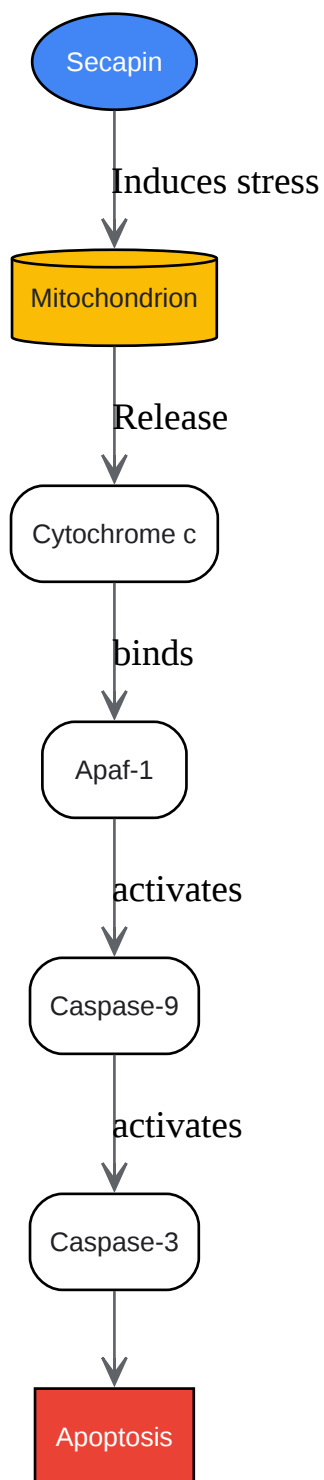 Secapin
Induces stress
Mitochondrion
Release
Cytochrome c
binds
Apaf-1
activates
Caspase-9
activates
Caspase-3
Apoptosis